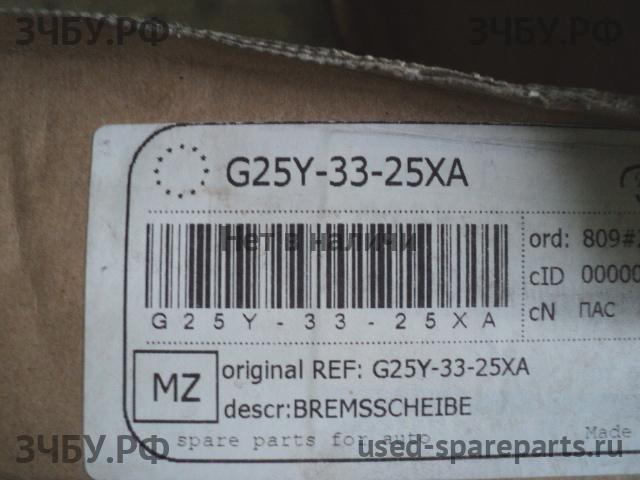 ЗЧБУ.РФ ЗЧБУ.РФ
G25Y-33-25XA
Нет в наличии
ord: 809#
G25Y-33-25XA
cID 00000
cN ПАС
MZ
original REF: G25Y-33-25XA
descr:BREMSSCHEIBE
spare parts for auto Made
ЗЧБУ.РФ used-spareparts.ru